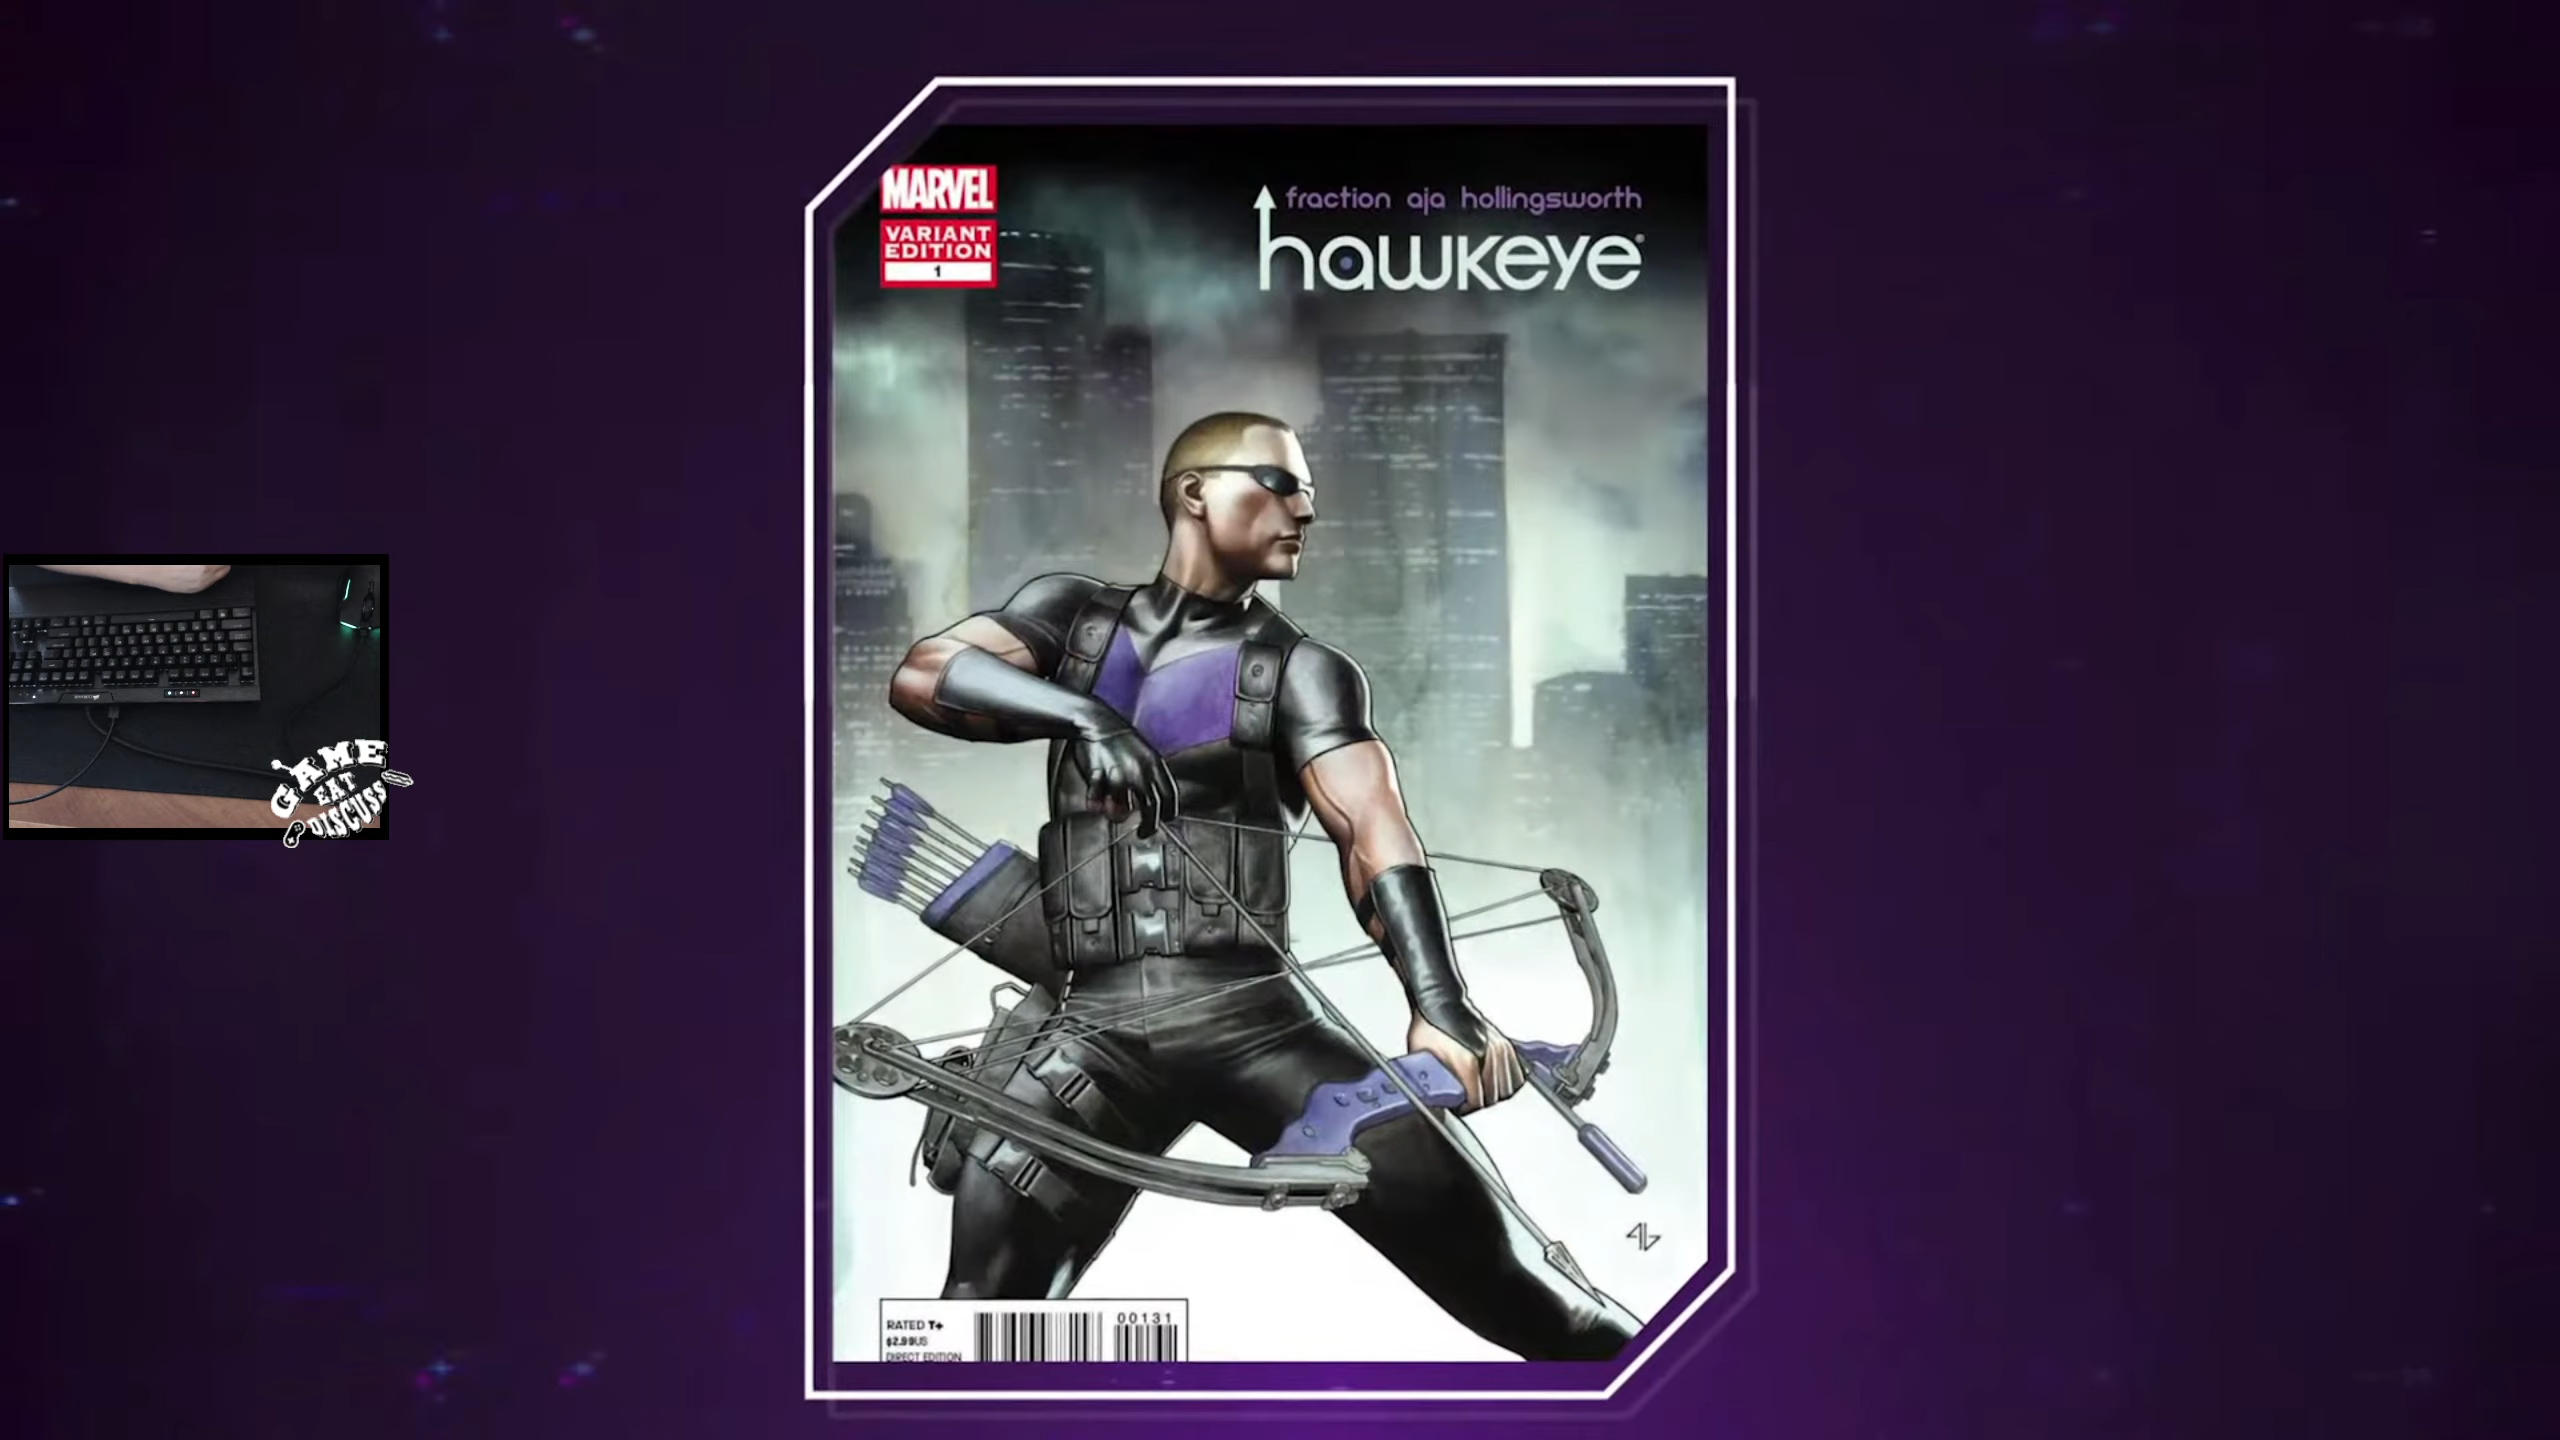 MARVEL
VARIANT
EDITION
1
fraction aja hollingsworth
hawkeye
GAME
EAT
DISCUSS
RATED T+
$2.99US
DIRECT EDITION
00131